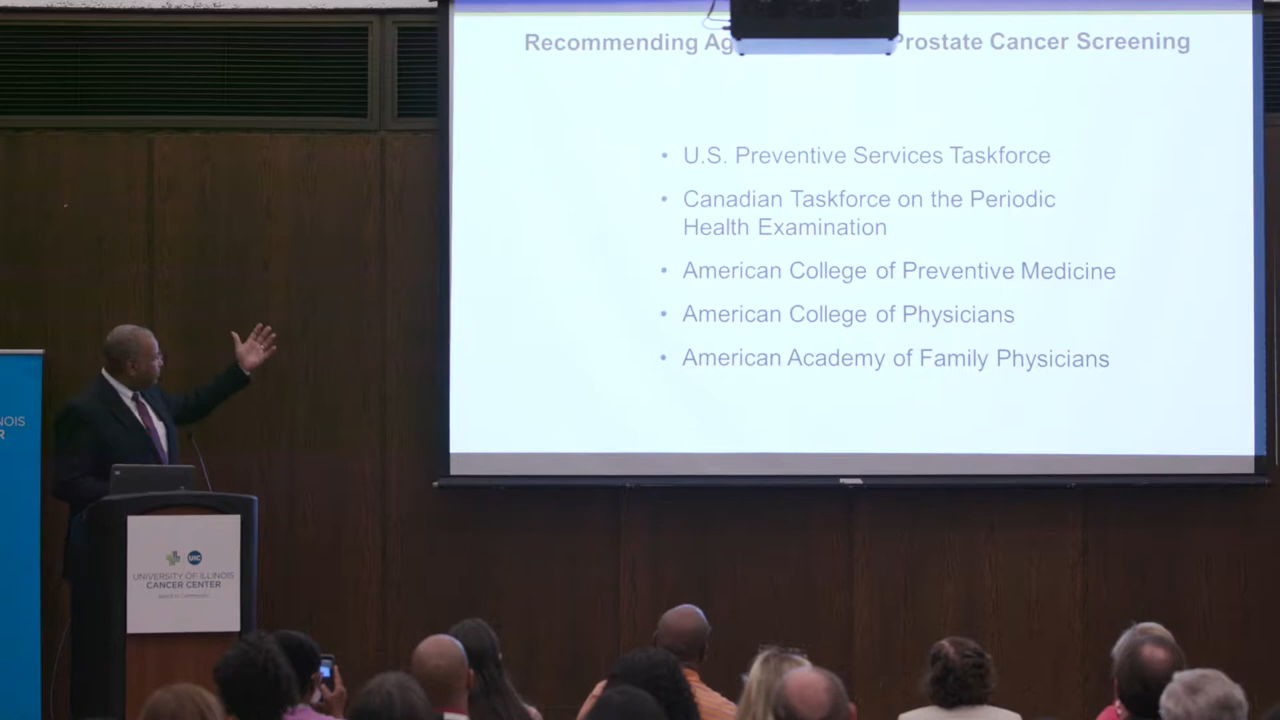 Recommending Ag Prostate Cancer Screening
• U.S. Preventive Services Taskforce
• Canadian Taskforce on the Periodic
Health Examination
• American College of Preventive Medicine
• American College of Physicians
• American Academy of Family Physicians
NOIS
R
UIC
UNIVERSITY OF ILLINOIS
CANCER CENTER